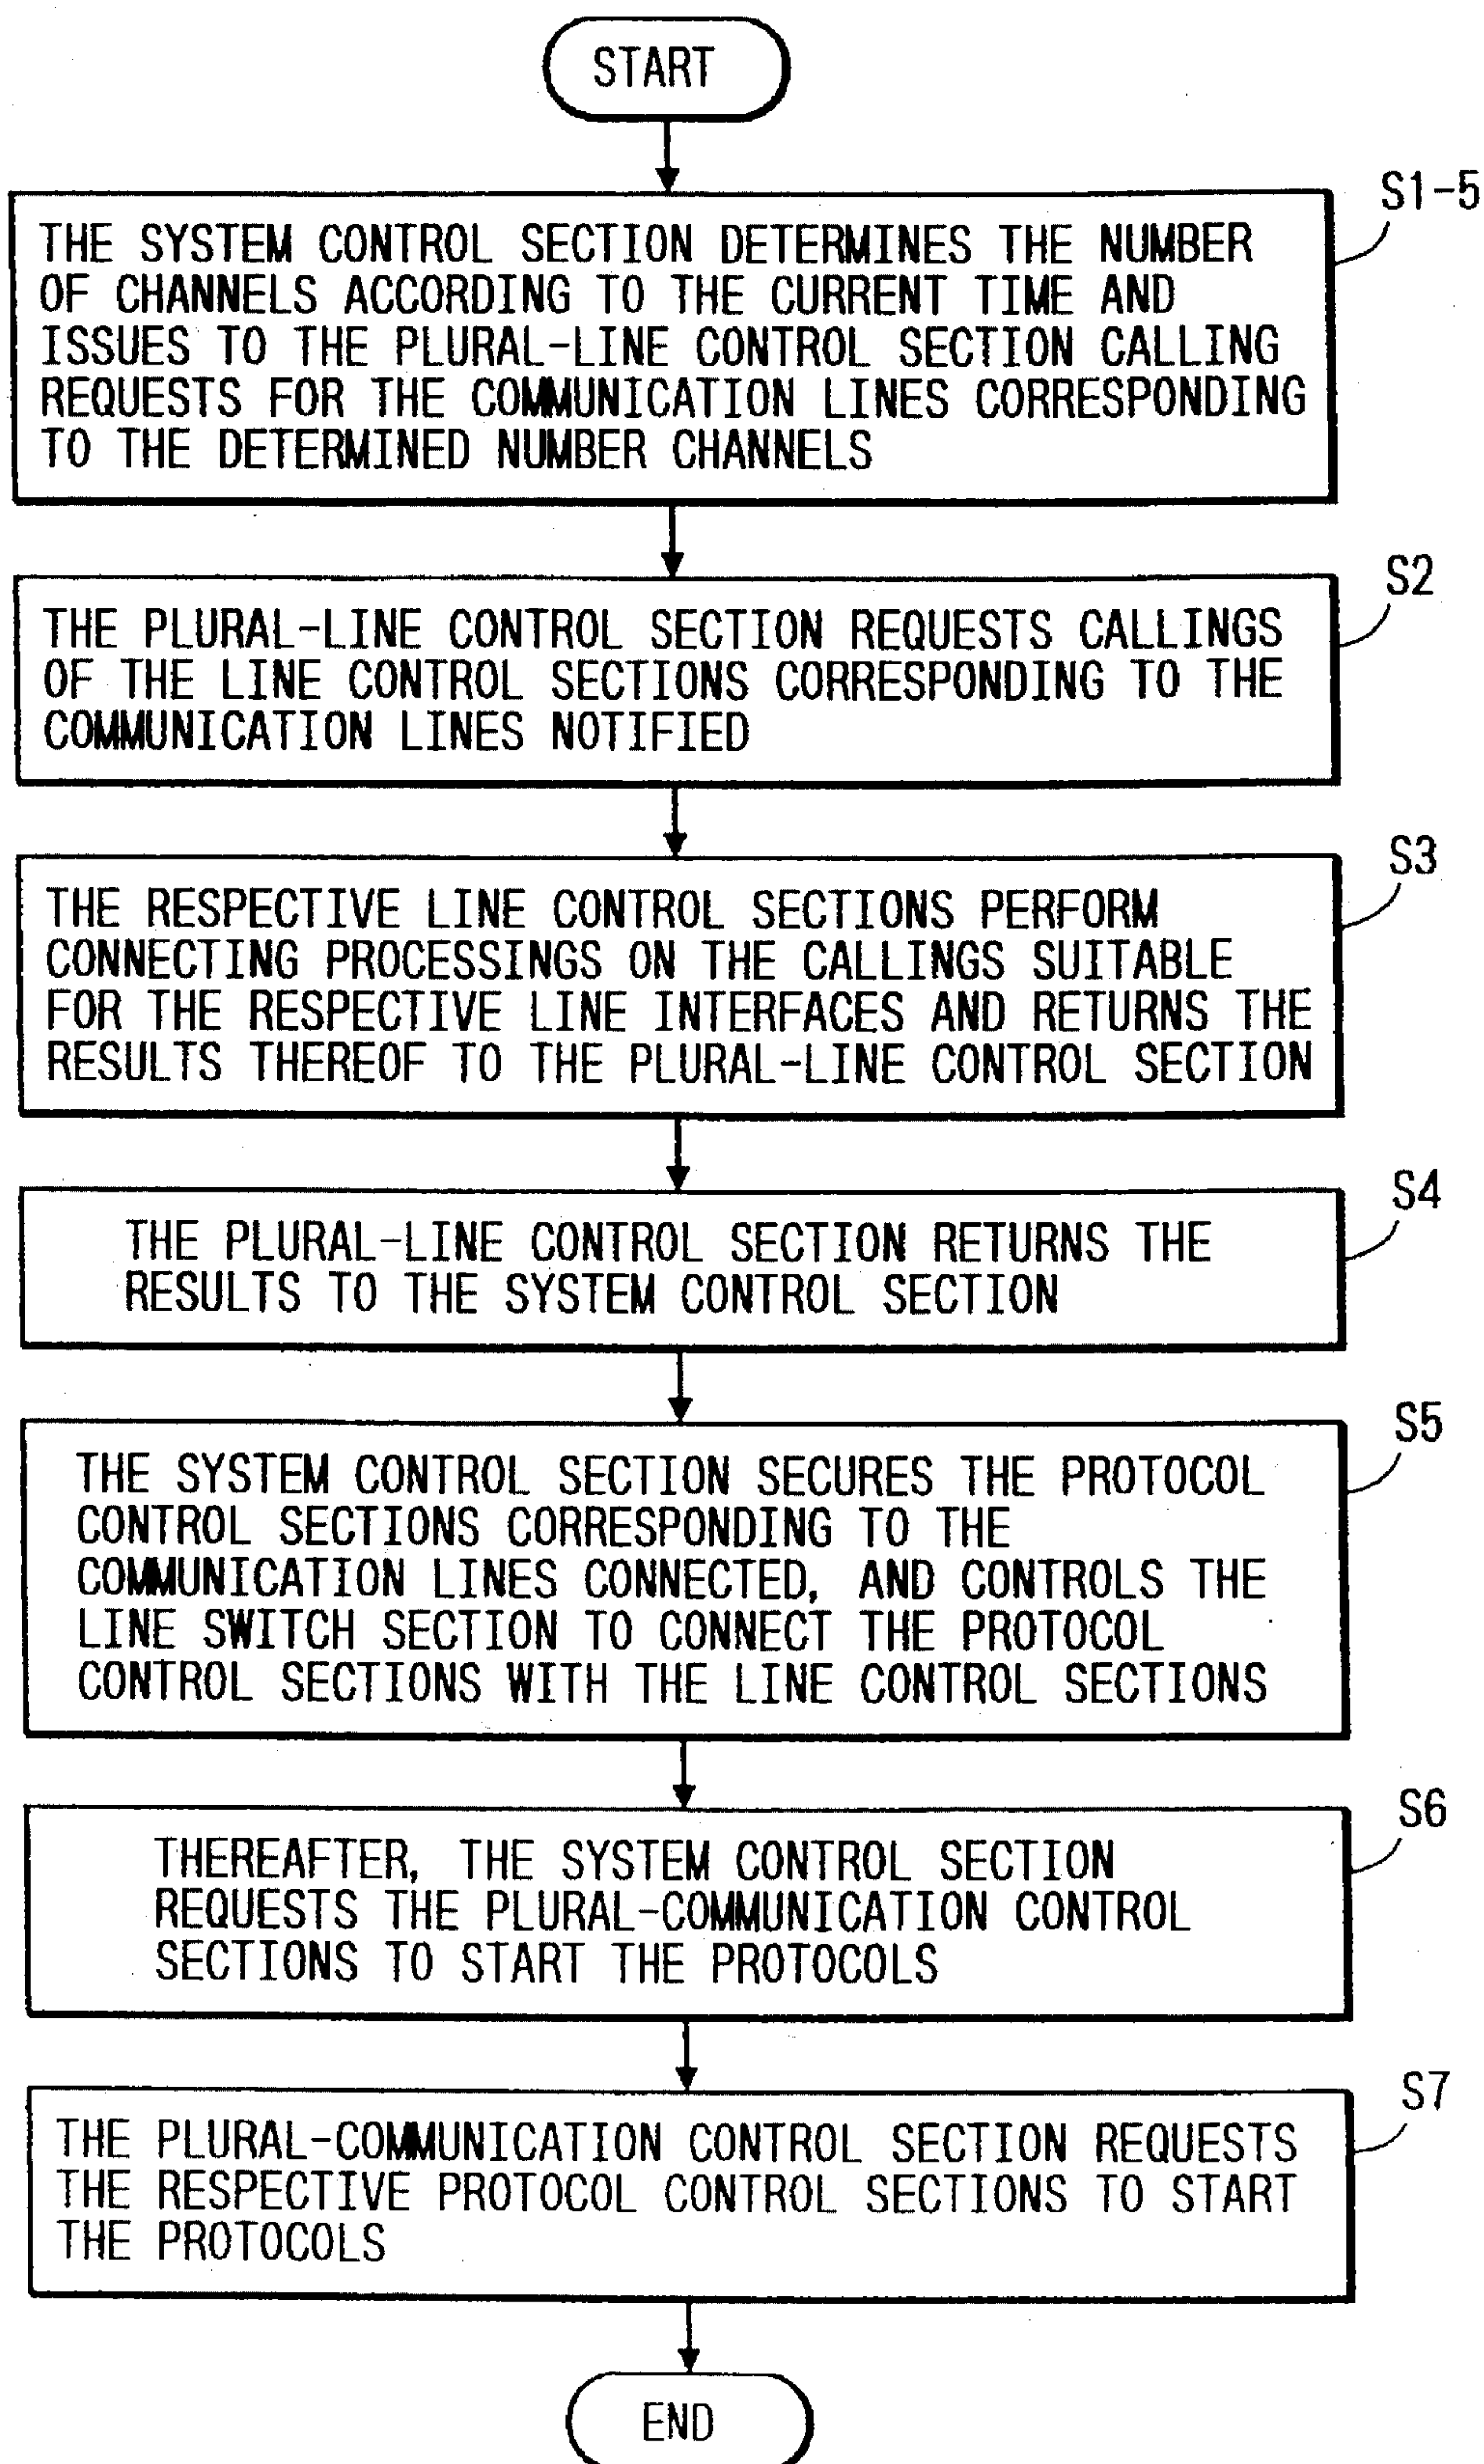 START
S1-5
THE SYSTEM CONTROL SECTION DETERMINES THE NUMBER
OF CHANNELS ACCORDING TO THE CURRENT TIME AND
ISSUES TO THE PLURAL-LINE CONTROL SECTION CALLING
REQUESTS FOR THE COMMUNICATION LINES CORRESPONDING
TO THE DETERMINED NUMBER CHANNELS
S2
THE PLURAL-LINE CONTROL SECTION REQUESTS CALLINGS
OF THE LINE CONTROL SECTIONS CORRESPONDING TO THE
COMMUNICATION LINES NOTIFIED
S3
THE RESPECTIVE LINE CONTROL SECTIONS PERFORM
CONNECTING PROCESSINGS ON THE CALLINGS SUITABLE
FOR THE RESPECTIVE LINE INTERFACES AND RETURNS THE
RESULTS THEREOF TO THE PLURAL-LINE CONTROL SECTION
S4
THE PLURAL-LINE CONTROL SECTION RETURNS THE
RESULTS TO THE SYSTEM CONTROL SECTION
S5
THE SYSTEM CONTROL SECTION SECURES THE PROTOCOL
CONTROL SECTIONS CORRESPONDING TO THE
COMMUNICATION LINES CONNECTED, AND CONTROLS THE
LINE SWITCH SECTION TO CONNECT THE PROTOCOL
CONTROL SECTIONS WITH THE LINE CONTROL SECTIONS
S6
THEREAFTER, THE SYSTEM CONTROL SECTION
REQUESTS THE PLURAL-COMMUNICATION CONTROL
SECTIONS TO START THE PROTOCOLS
S7
THE PLURAL-COMMUNICATION CONTROL SECTION REQUESTS
THE RESPECTIVE PROTOCOL CONTROL SECTIONS TO START
THE PROTOCOLS
END